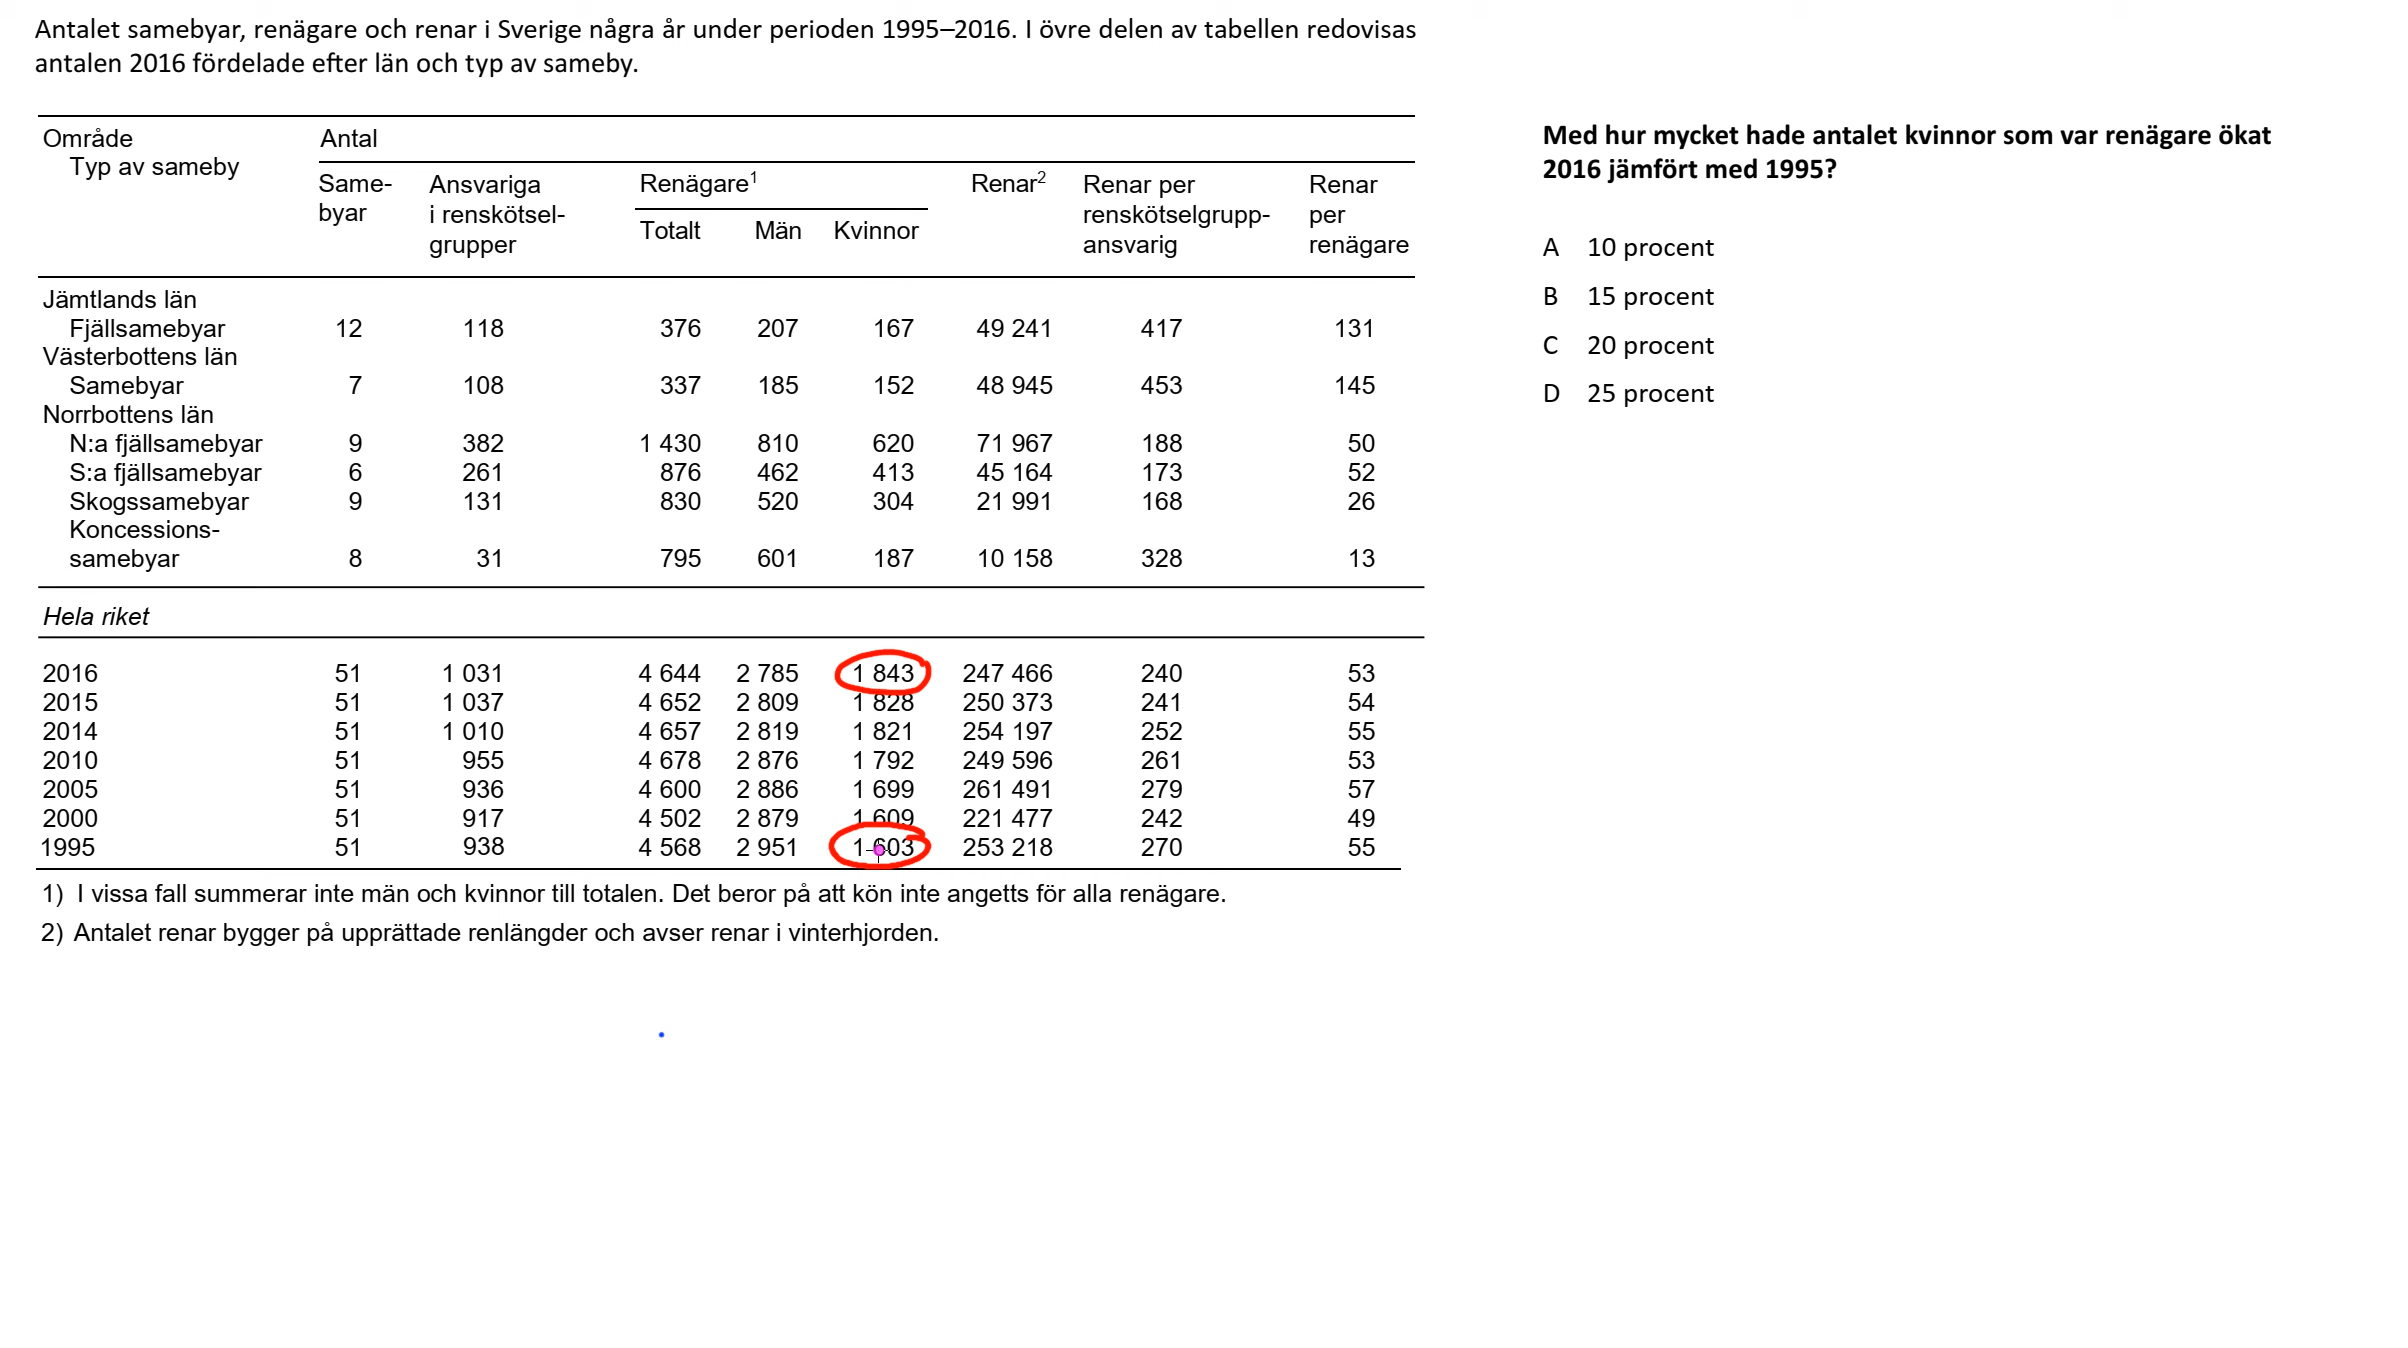 Antalet samebyar, renägare och renar i Sverige några år under perioden 1995–2016. I övre delen av tabellen redovisas
antalen 2016 fördelade efter län och typ av sameby.
Område Antal
Typ av sameby
Same- Ansvariga Renägare1 Renar2 Renar per Renar
byar i renskötsel- renskötselgrupp- per
grupper Totalt Män Kvinnor ansvarig renägare
Jämtlands län
Fjällsamebyar 12 118 376 207 167 49 241 417 131
Västerbottens län
Samebyar 7 108 337 185 152 48 945 453 145
Norrbottens län
N:a fjällsamebyar 9 382 1 430 810 620 71 967 188 50
S:a fjällsamebyar 6 261 876 462 413 45 164 173 52
Skogssamebyar 9 131 830 520 304 21 991 168 26
Koncessions-
samebyar 8 31 795 601 187 10 158 328 13
Hela riket
2016 51 1 031 4 644 2 785 1 843 247 466 240 53
2015 51 1 037 4 652 2 809 1 828 250 373 241 54
2014 51 1 010 4 657 2 819 1 821 254 197 252 55
2010 51 955 4 678 2 876 1 792 249 596 261 53
2005 51 936 4 600 2 886 1 699 261 491 279 57
2000 51 917 4 502 2 879 1 609 221 477 242 49
1995 51 938 4 568 2 951 1 603 253 218 270 55
1) I vissa fall summerar inte män och kvinnor till totalen. Det beror på att kön inte angetts för alla renägare.
2) Antalet renar bygger på upprättade renlängder och avser renar i vinterhjorden.
Med hur mycket hade antalet kvinnor som var renägare ökat
2016 jämfört med 1995?
A 10 procent
B 15 procent
C 20 procent
D 25 procent